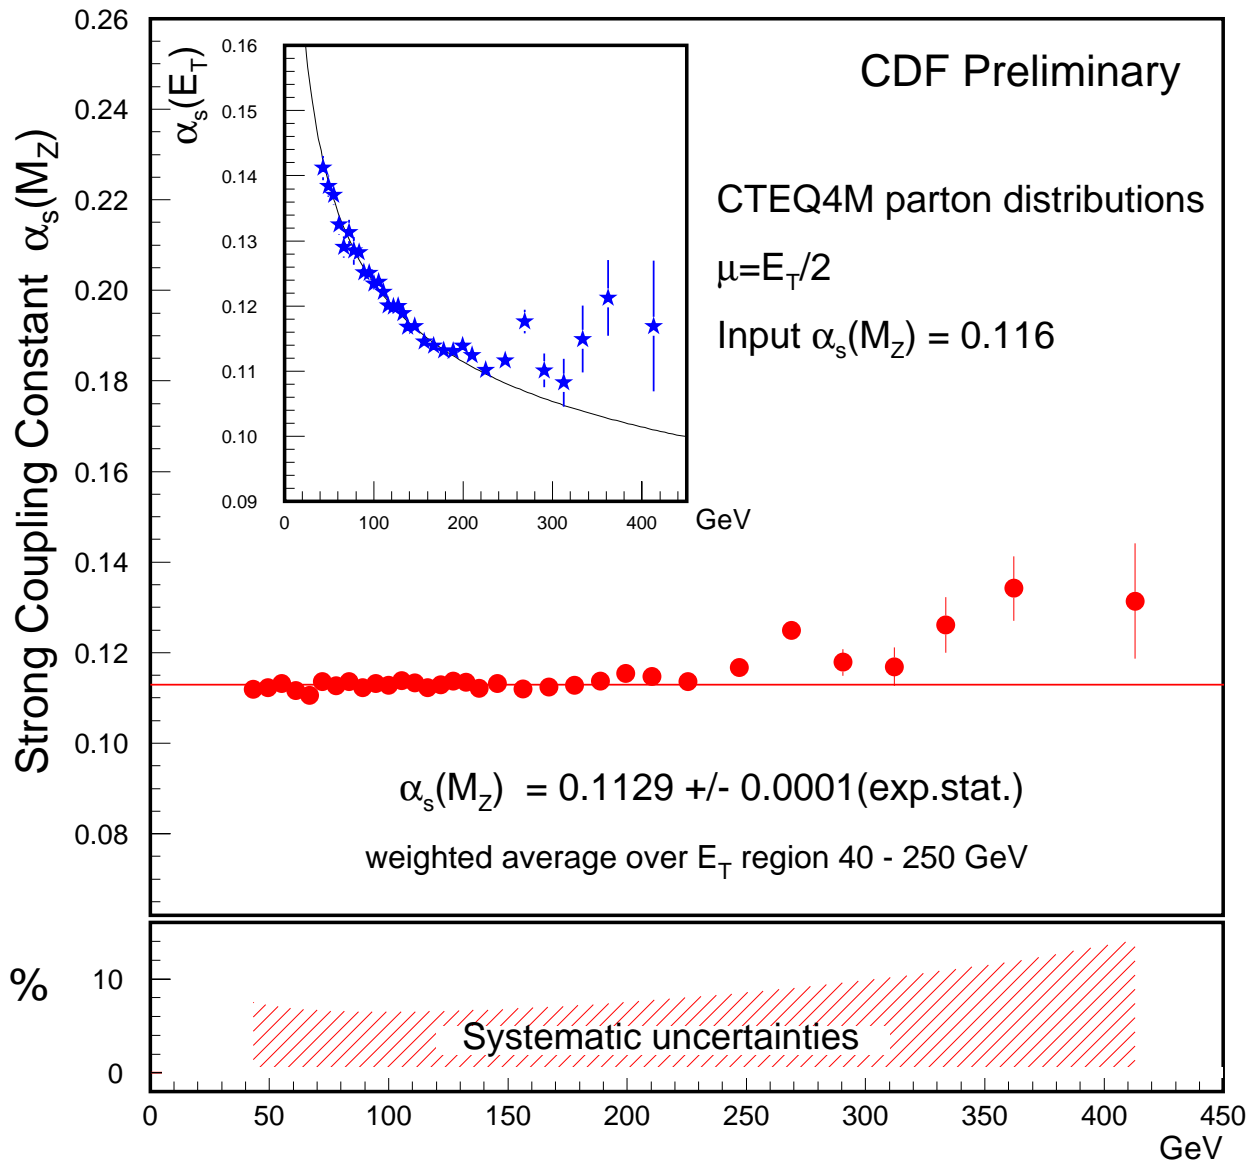 CDF Preliminary
CTEQ4M parton distributions
μ=E_T/2
Input α_s(M_Z) = 0.116
Strong Coupling Constant α_s(M_Z)
0.26
0.24
0.22
0.20
0.18
0.16
0.14
0.12
0.10
0.08
α_s(E_T)
0.16
0.15
0.14
0.13
0.12
0.11
0.10
0.09
0 100 200 300 400 GeV
α_s(M_Z) = 0.1129 +/- 0.0001(exp.stat.)
weighted average over E_T region 40 - 250 GeV
%
10
0
Systematic uncertainties
0 50 100 150 200 250 300 350 400 450
GeV